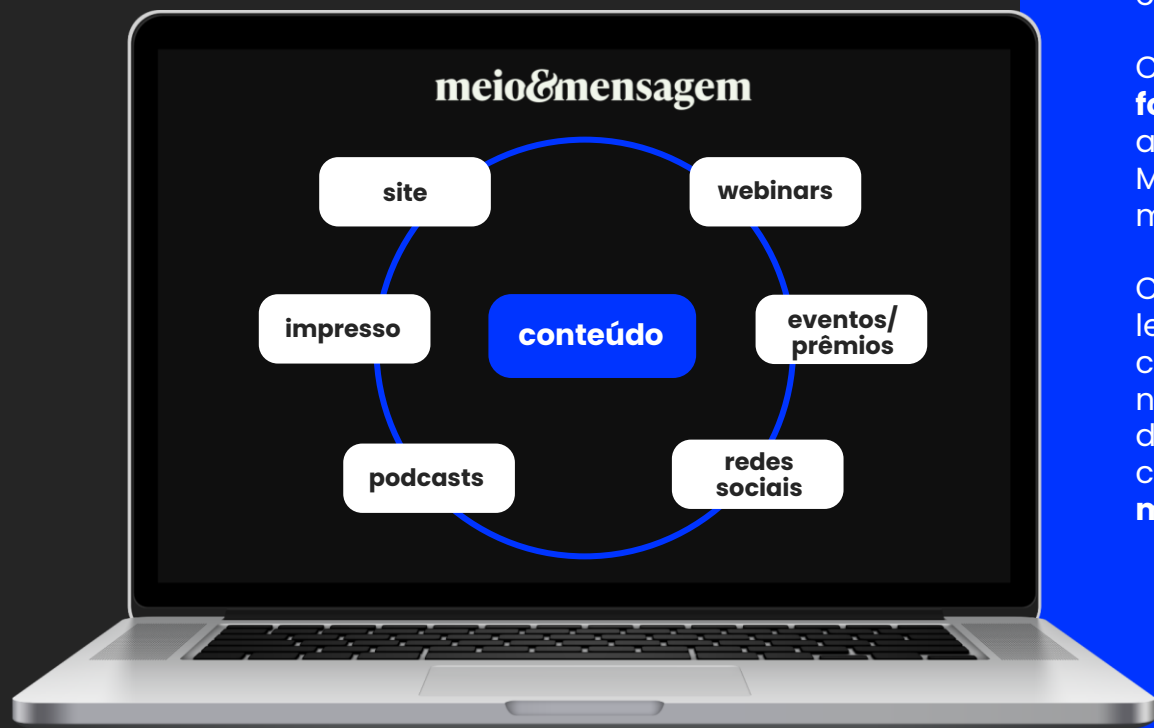 meio&mensagem
site
webinars
impresso
conteúdo
eventos/
prêmios
podcasts
redes
sociais